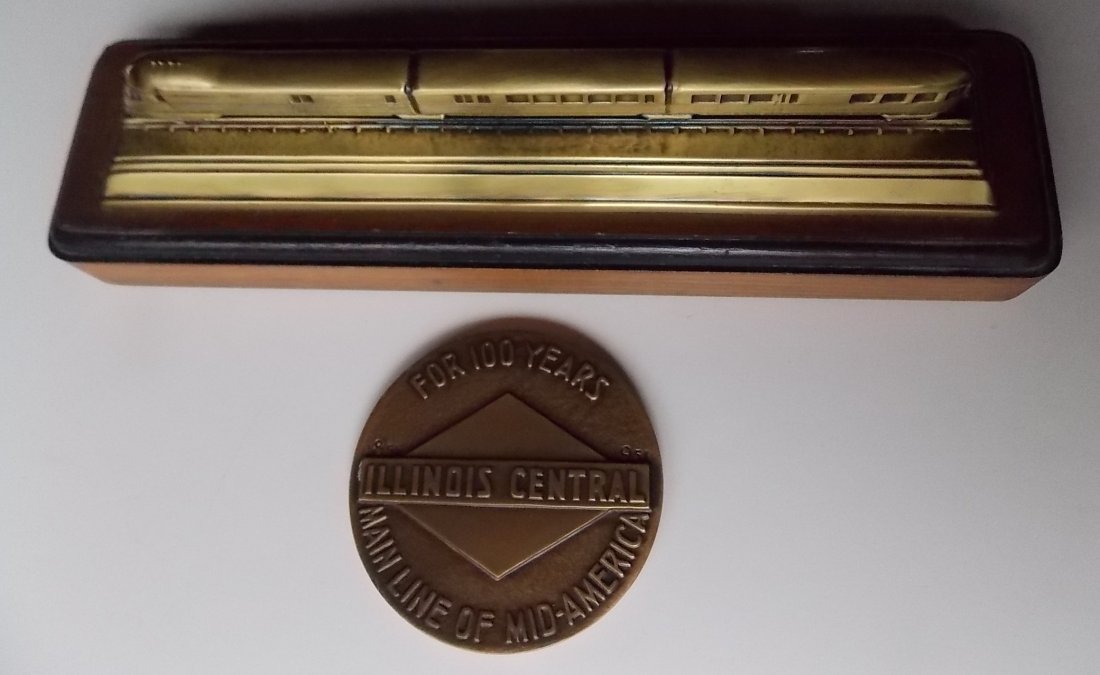 FOR 100 YEARS
ILLINOIS CENTRAL
MAIN LINE OF MID-AMERICA